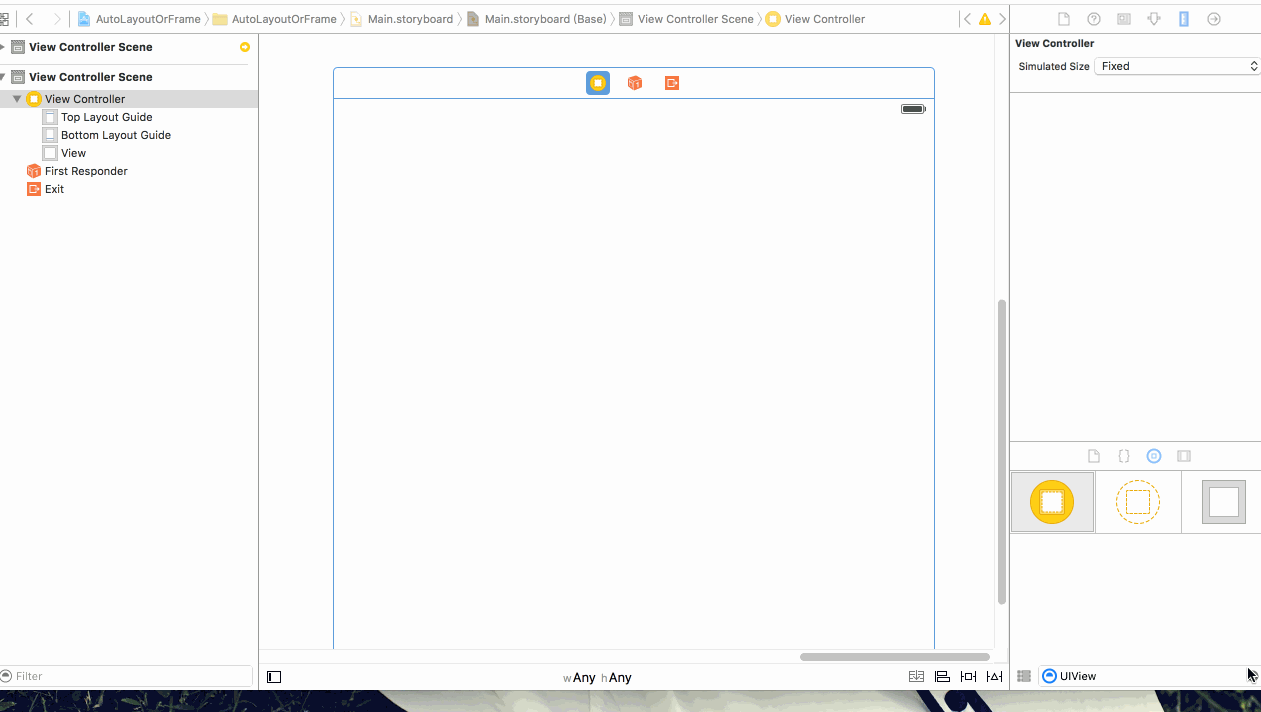 AutoLayoutOrFrame AutoLayoutOrFrame Main.storyboard Main.storyboard (Base) View Controller Scene View Controller
View Controller Scene
View Controller Scene
View Controller
Top Layout Guide
Bottom Layout Guide
View
First Responder
Exit
Filter
wAny hAny
View Controller
Simulated Size Fixed
UIView